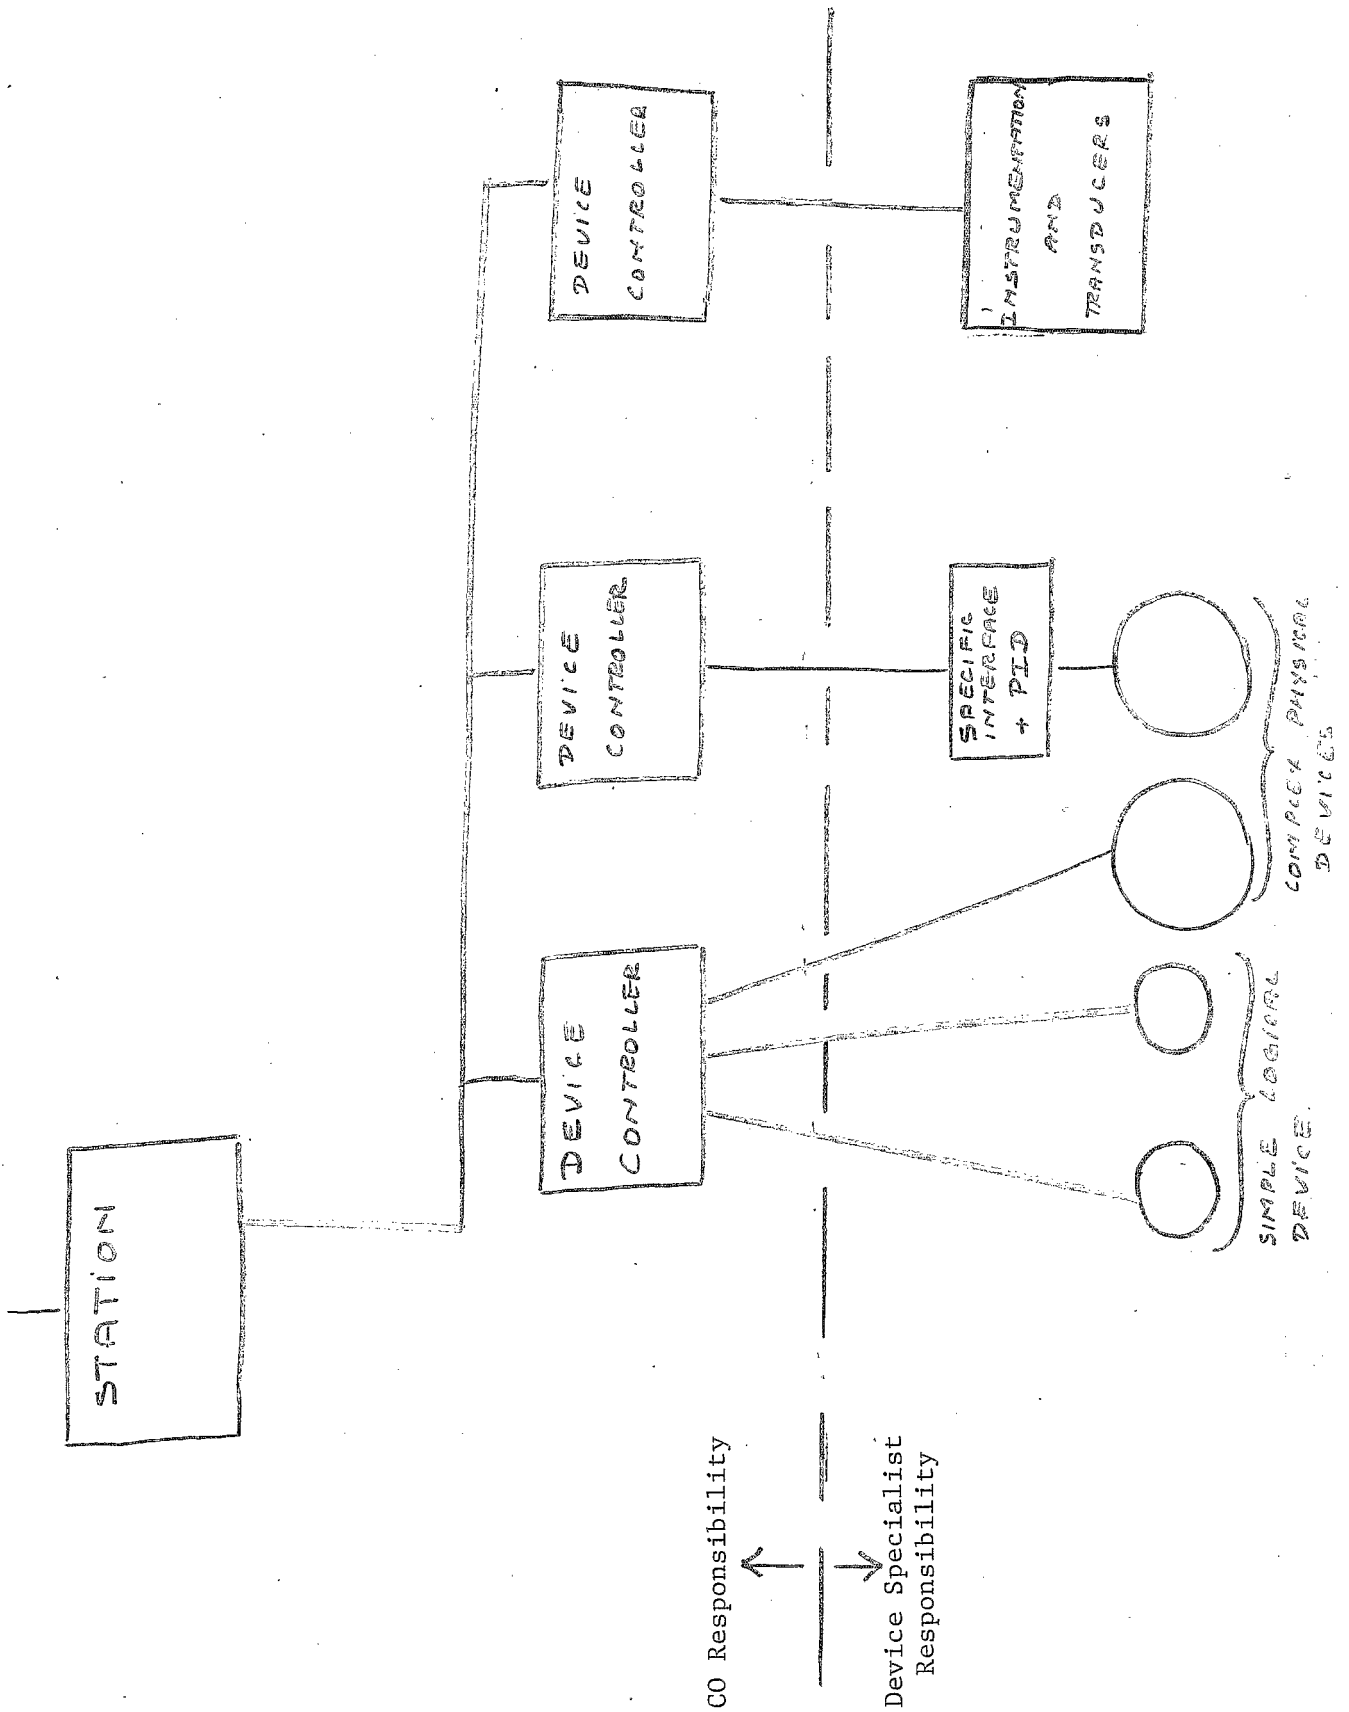 STATION
DEVICE
CONTROLLER
DEVICE
CONTROLLER
DEVICE
CONTROLLER
CO Responsibility
Device Specialist
Responsibility
SPECIFIC
INTERFACE
+ PID
INSTRUMENTATION
AND
TRANSDUCERS
SIMPLE LOGICAL
DEVICE.
COMPLEX PHYSICAL
DEVICES